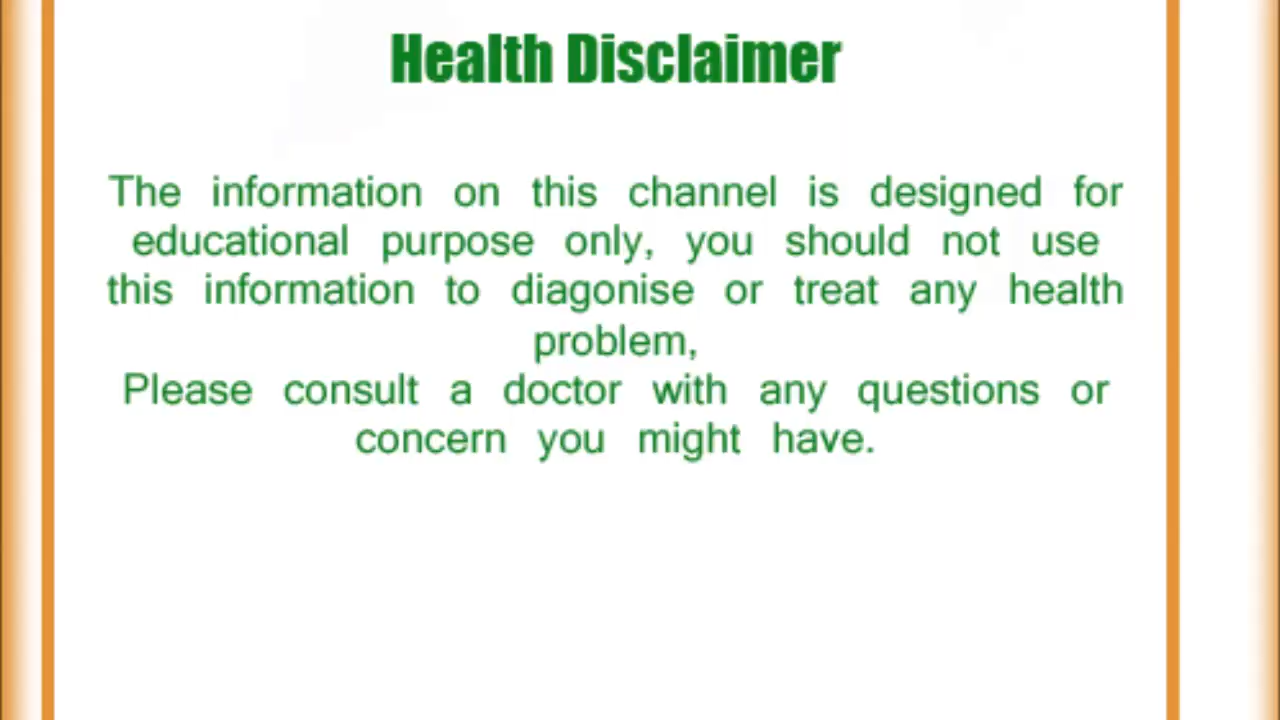 Health Disclaimer
The information on this channel is designed for
educational purpose only, you should not use
this information to diagonise or treat any health
problem,
Please consult a doctor with any questions or
concern you might have.